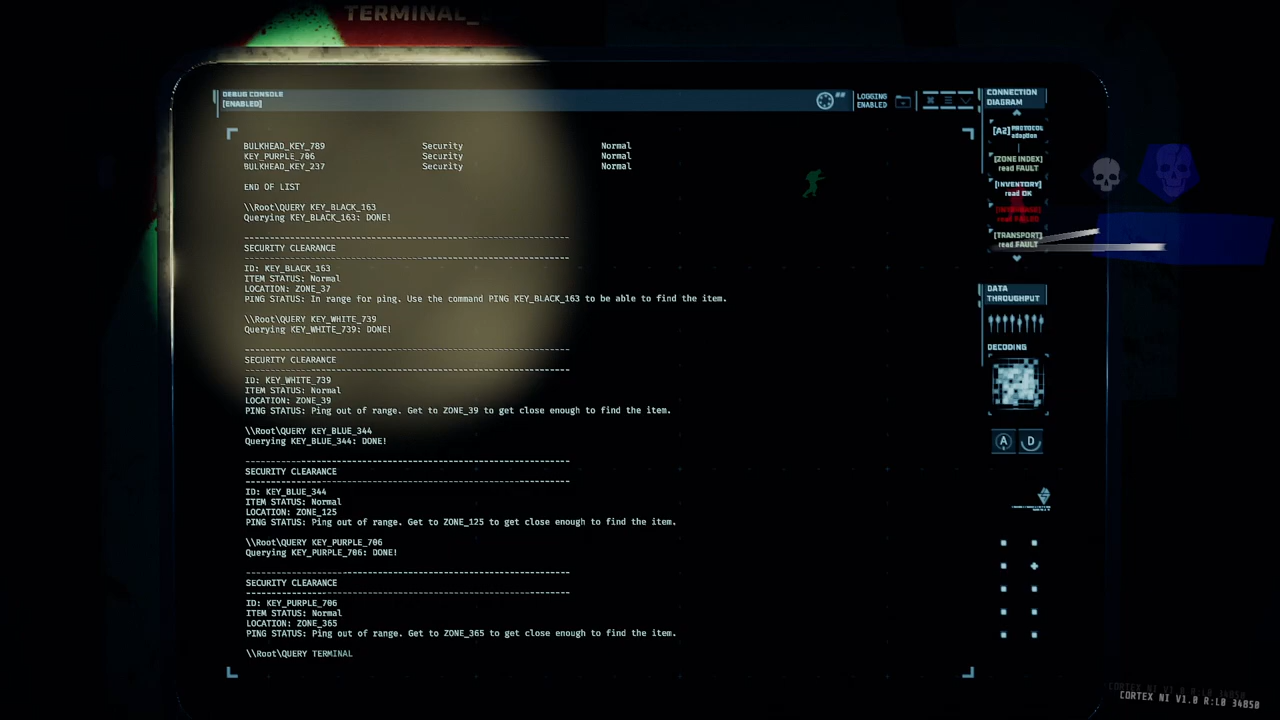 TERMINAL_
DEBUG CONSOLE
[ENABLED]
LOGGING
ENABLED
BULKHEAD_KEY_789 Security Normal
KEY_PURPLE_706 Security Normal
BULKHEAD_KEY_237 Security Normal
END OF LIST
\\Root\QUERY KEY_BLACK_163
Querying KEY_BLACK_163: DONE!
----------------------------------------------------------------
SECURITY CLEARANCE
----------------------------------------------------------------
ID: KEY_BLACK_163
ITEM STATUS: Normal
LOCATION: ZONE_37
PING STATUS: In range for ping. Use the command PING KEY_BLACK_163 to be able to find the item.
\\Root\QUERY KEY_WHITE_739
Querying KEY_WHITE_739: DONE!
----------------------------------------------------------------
SECURITY CLEARANCE
----------------------------------------------------------------
ID: KEY_WHITE_739
ITEM STATUS: Normal
LOCATION: ZONE_39
PING STATUS: Ping out of range. Get to ZONE_39 to get close enough to find the item.
\\Root\QUERY KEY_BLUE_344
Querying KEY_BLUE_344: DONE!
----------------------------------------------------------------
SECURITY CLEARANCE
----------------------------------------------------------------
ID: KEY_BLUE_344
ITEM STATUS: Normal
LOCATION: ZONE_125
PING STATUS: Ping out of range. Get to ZONE_125 to get close enough to find the item.
\\Root\QUERY KEY_PURPLE_706
Querying KEY_PURPLE_706: DONE!
----------------------------------------------------------------
SECURITY CLEARANCE
----------------------------------------------------------------
ID: KEY_PURPLE_706
ITEM STATUS: Normal
LOCATION: ZONE_365
PING STATUS: Ping out of range. Get to ZONE_365 to get close enough to find the item.
\\Root\QUERY TERMINAL
CONNECTION
DIAGRAM
[A2] PROTOCOL
adaption
[ZONE INDEX]
read FAULT
[INVENTORY]
read OK
read FAILED
[TRANSPORT]
read FAULT
DATA
THROUGHPUT
DECODING
A D
CORTEX NI V1.0 R:L0 34850